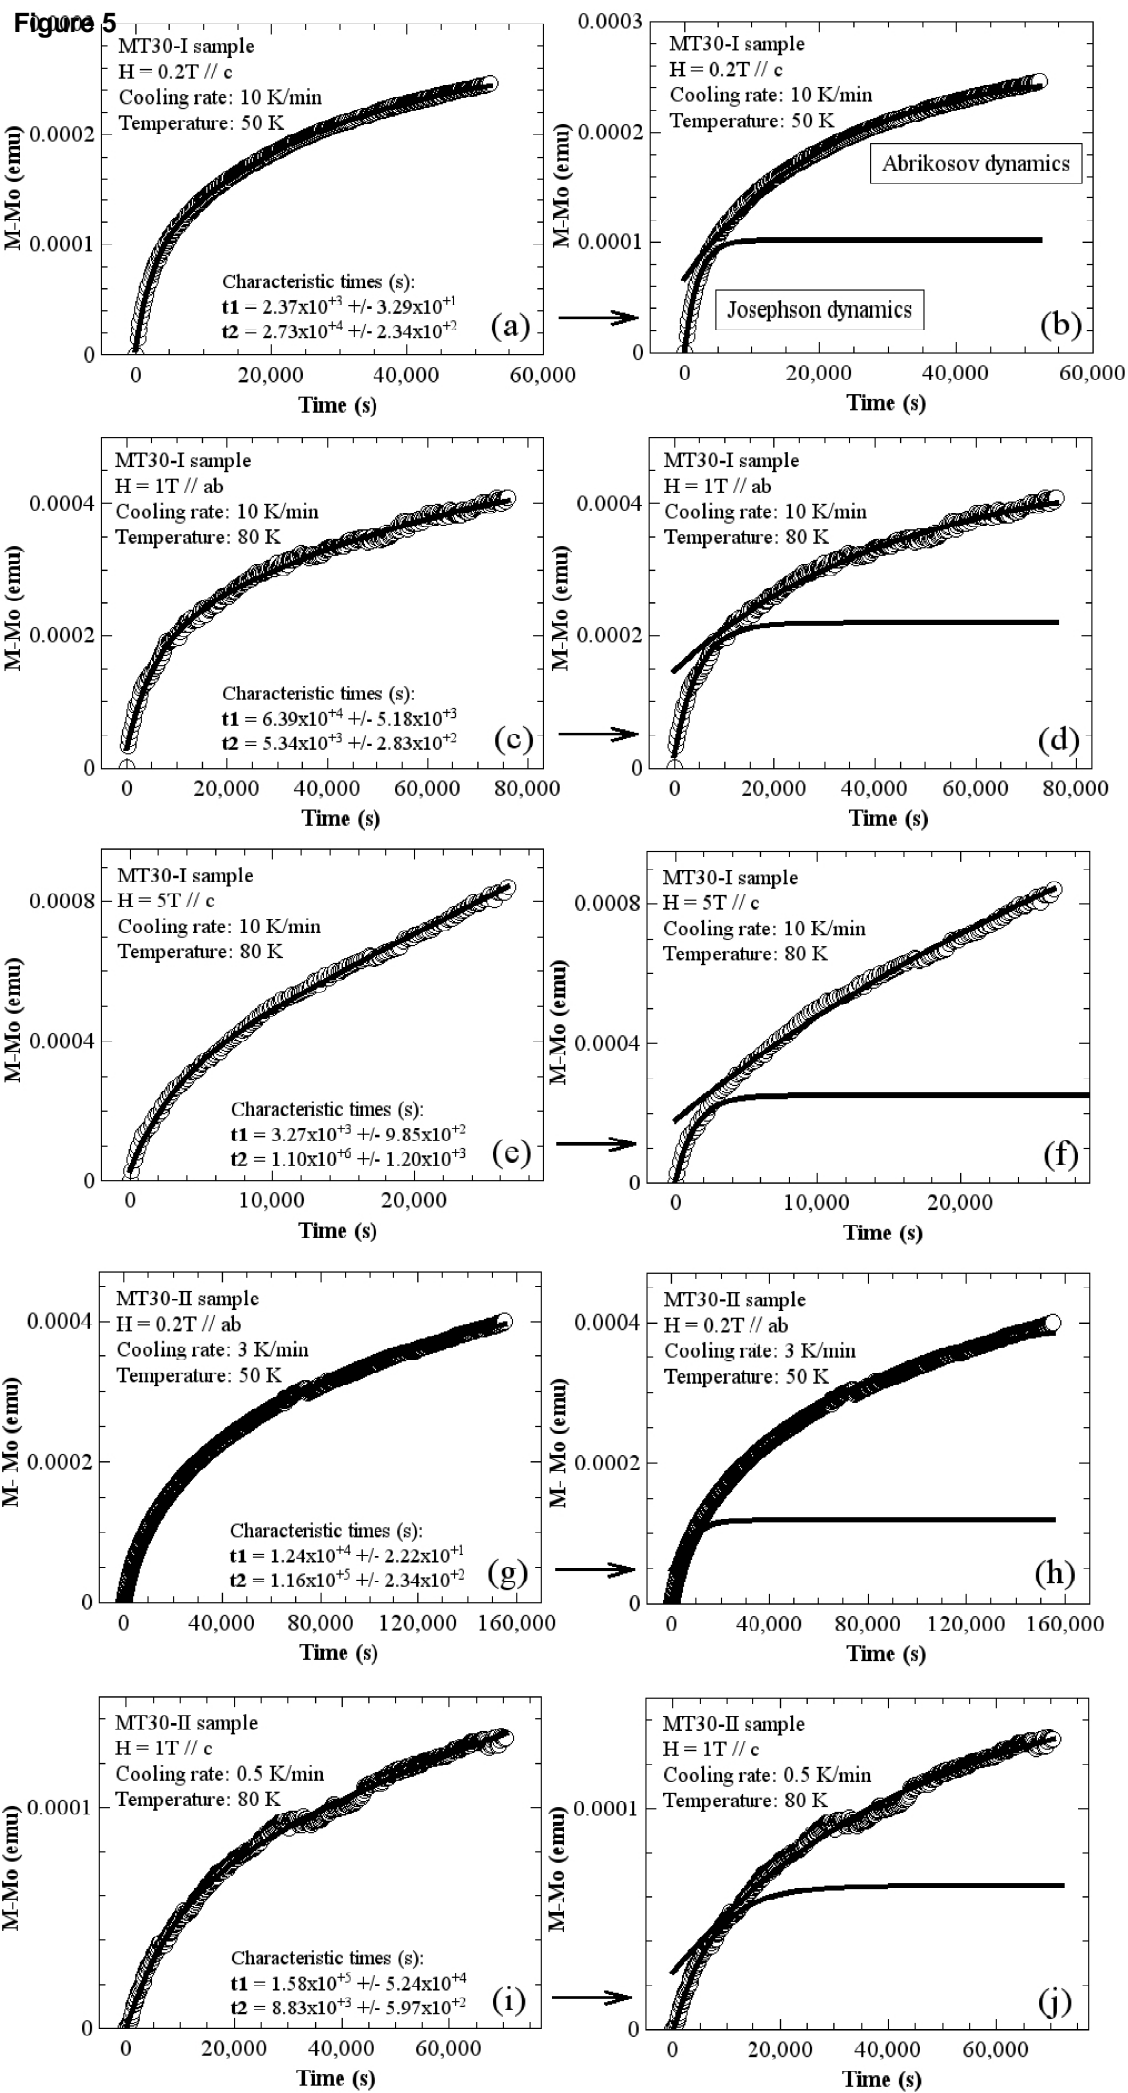 Figure 5
MT30-I sample
H = 0.2T // c
Cooling rate: 10 K/min
Temperature: 50 K
0.0002
0.0001
0
M-Mo (emu)
Characteristic times (s):
t1 = 2.37x10+3 +/- 3.29x10+1
t2 = 2.73x10+4 +/- 2.34x10+2
(a)
0 20,000 40,000 60,000
Time (s)
0.0003
MT30-I sample
H = 0.2T // c
Cooling rate: 10 K/min
Temperature: 50 K
0.0002
0.0001
0
M-Mo (emu)
Abrikosov dynamics
Josephson dynamics
(b)
0 20,000 40,000 60,000
Time (s)
MT30-I sample
H = 1T // ab
Cooling rate: 10 K/min
Temperature: 80 K
0.0004
0.0002
0
M-Mo (emu)
Characteristic times (s):
t1 = 6.39x10+4 +/- 5.18x10+3
t2 = 5.34x10+3 +/- 2.83x10+2
(c)
0 20,000 40,000 60,000 80,000
Time (s)
MT30-I sample
H = 1T // ab
Cooling rate: 10 K/min
Temperature: 80 K
0.0004
0.0002
0
M-Mo (emu)
(d)
0 20,000 40,000 60,000 80,000
Time (s)
MT30-I sample
H = 5T // c
Cooling rate: 10 K/min
Temperature: 80 K
0.0008
0.0004
0
M-Mo (emu)
Characteristic times (s):
t1 = 3.27x10+3 +/- 9.85x10+2
t2 = 1.10x10+6 +/- 1.20x10+3
(e)
0 10,000 20,000
Time (s)
MT30-I sample
H = 5T // c
Cooling rate: 10 K/min
Temperature: 80 K
0.0008
0.0004
0
M-Mo (emu)
(f)
0 10,000 20,000
Time (s)
MT30-II sample
H = 0.2T // ab
Cooling rate: 3 K/min
Temperature: 50 K
0.0004
0.0002
0
M- Mo (emu)
Characteristic times (s):
t1 = 1.24x10+4 +/- 2.22x10+1
t2 = 1.16x10+5 +/- 2.34x10+2
(g)
0 40,000 80,000 120,000 160,000
Time (s)
MT30-II sample
H = 0.2T // ab
Cooling rate: 3 K/min
Temperature: 50 K
0.0004
0.0002
0
M- Mo (emu)
(h)
0 40,000 80,000 120,000 160,000
Time (s)
MT30-II sample
H = 1T // c
Cooling rate: 0.5 K/min
Temperature: 80 K
0.0001
0
M-Mo (emu)
Characteristic times (s):
t1 = 1.58x10+5 +/- 5.24x10+4
t2 = 8.83x10+3 +/- 5.97x10+2
(i)
0 20,000 40,000 60,000
Time (s)
MT30-II sample
H = 1T // c
Cooling rate: 0.5 K/min
Temperature: 80 K
0.0001
0
M-Mo (emu)
(j)
0 20,000 40,000 60,000
Time (s)